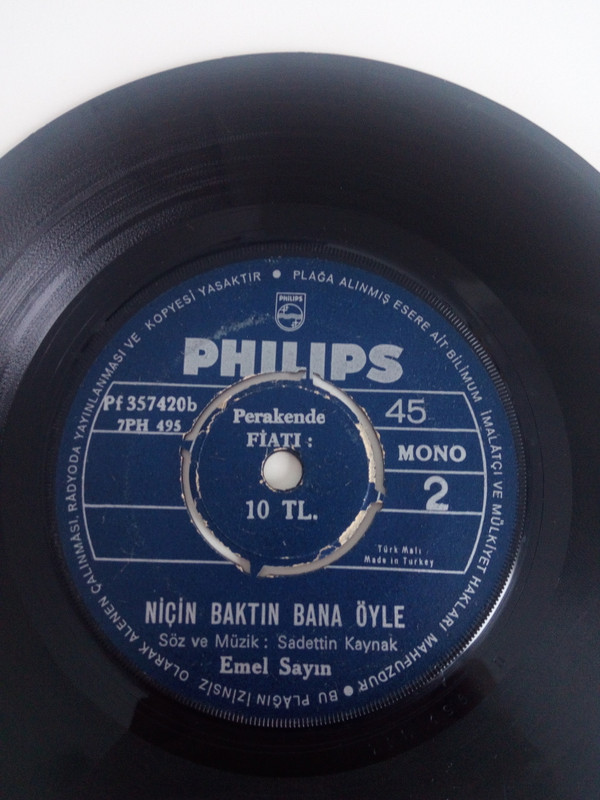 PLAĞA ALINMIŞ ESERE AİT BİLİMUM İMALÂTÇI VE MÜLKİYET HAKLARI MAHFUZDUR ● BU PLAĞIN İZİNSİZ OLARAK ALENEN ÇALINMASI, RADYODA YAYINLANMASI VE KOPYESİ YASAKTIR ●
PHILIPS
PHILIPS
Pf 357420b
7PH 495
Perakende
FİATI :
10 TL.
45
MONO
2
Türk Malı
Made in Turkey
NİÇİN BAKTIN BANA ÖYLE
Söz ve Müzik : Sadettin Kaynak
Emel Sayın